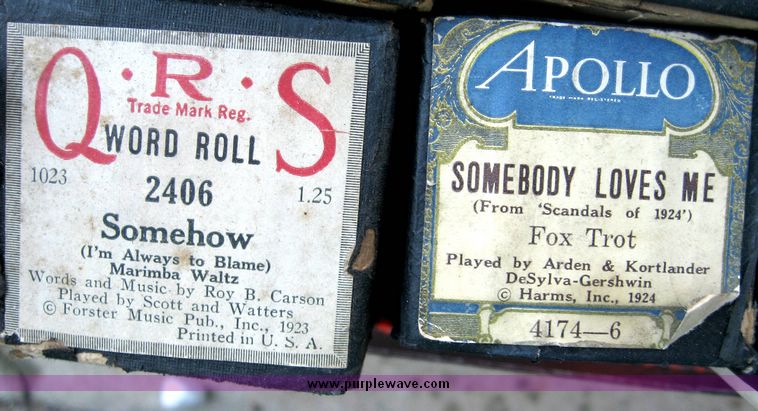 Q·R·S
Trade Mark Reg.
WORD ROLL
1023
2406
1.25
Somehow
(I'm Always to Blame)
Marimba Waltz
Words and Music by Roy B. Carson
Played by Scott and Watters
© Forster Music Pub., Inc., 1923
Printed in U. S. A.
APOLLO
TRADE MARK REGISTERED
SOMEBODY LOVES ME
(From 'Scandals of 1924')
Fox Trot
Played by Arden & Kortlander
DeSylva-Gershwin
© Harms, Inc., 1924
4174—6
www.purplewave.com